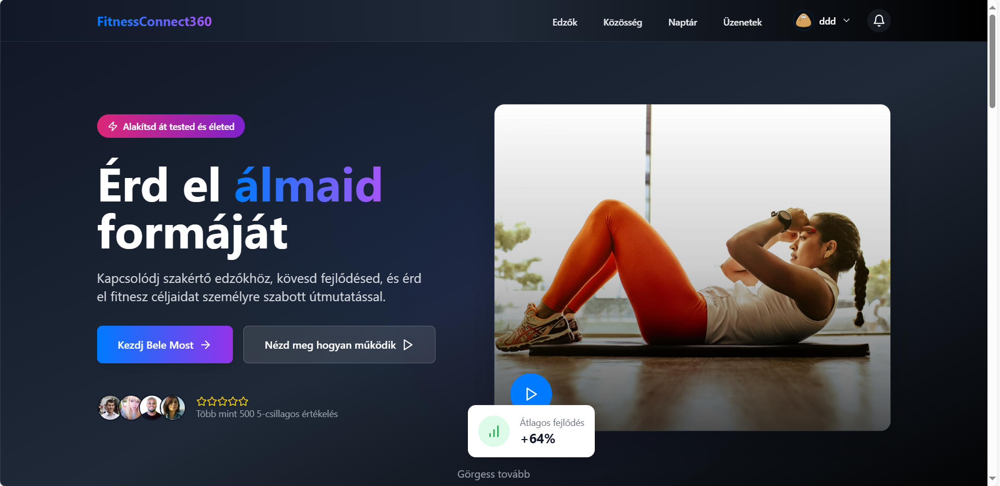 FitnessConnect360
Edzők
Közösség
Naptár
Üzenetek
ddd
Alakítsd át tested és életed
Érd el álmaid
formáját
Kapcsolódj szakértő edzőkhöz, kövesd fejlődésed, és érd
el fitnesz céljaidat személyre szabott útmutatással.
Kezdj Bele Most
Nézd meg hogyan működik
Több mint 500 5-csillagos értékelés
Átlagos fejlődés
+64%
Görgess tovább